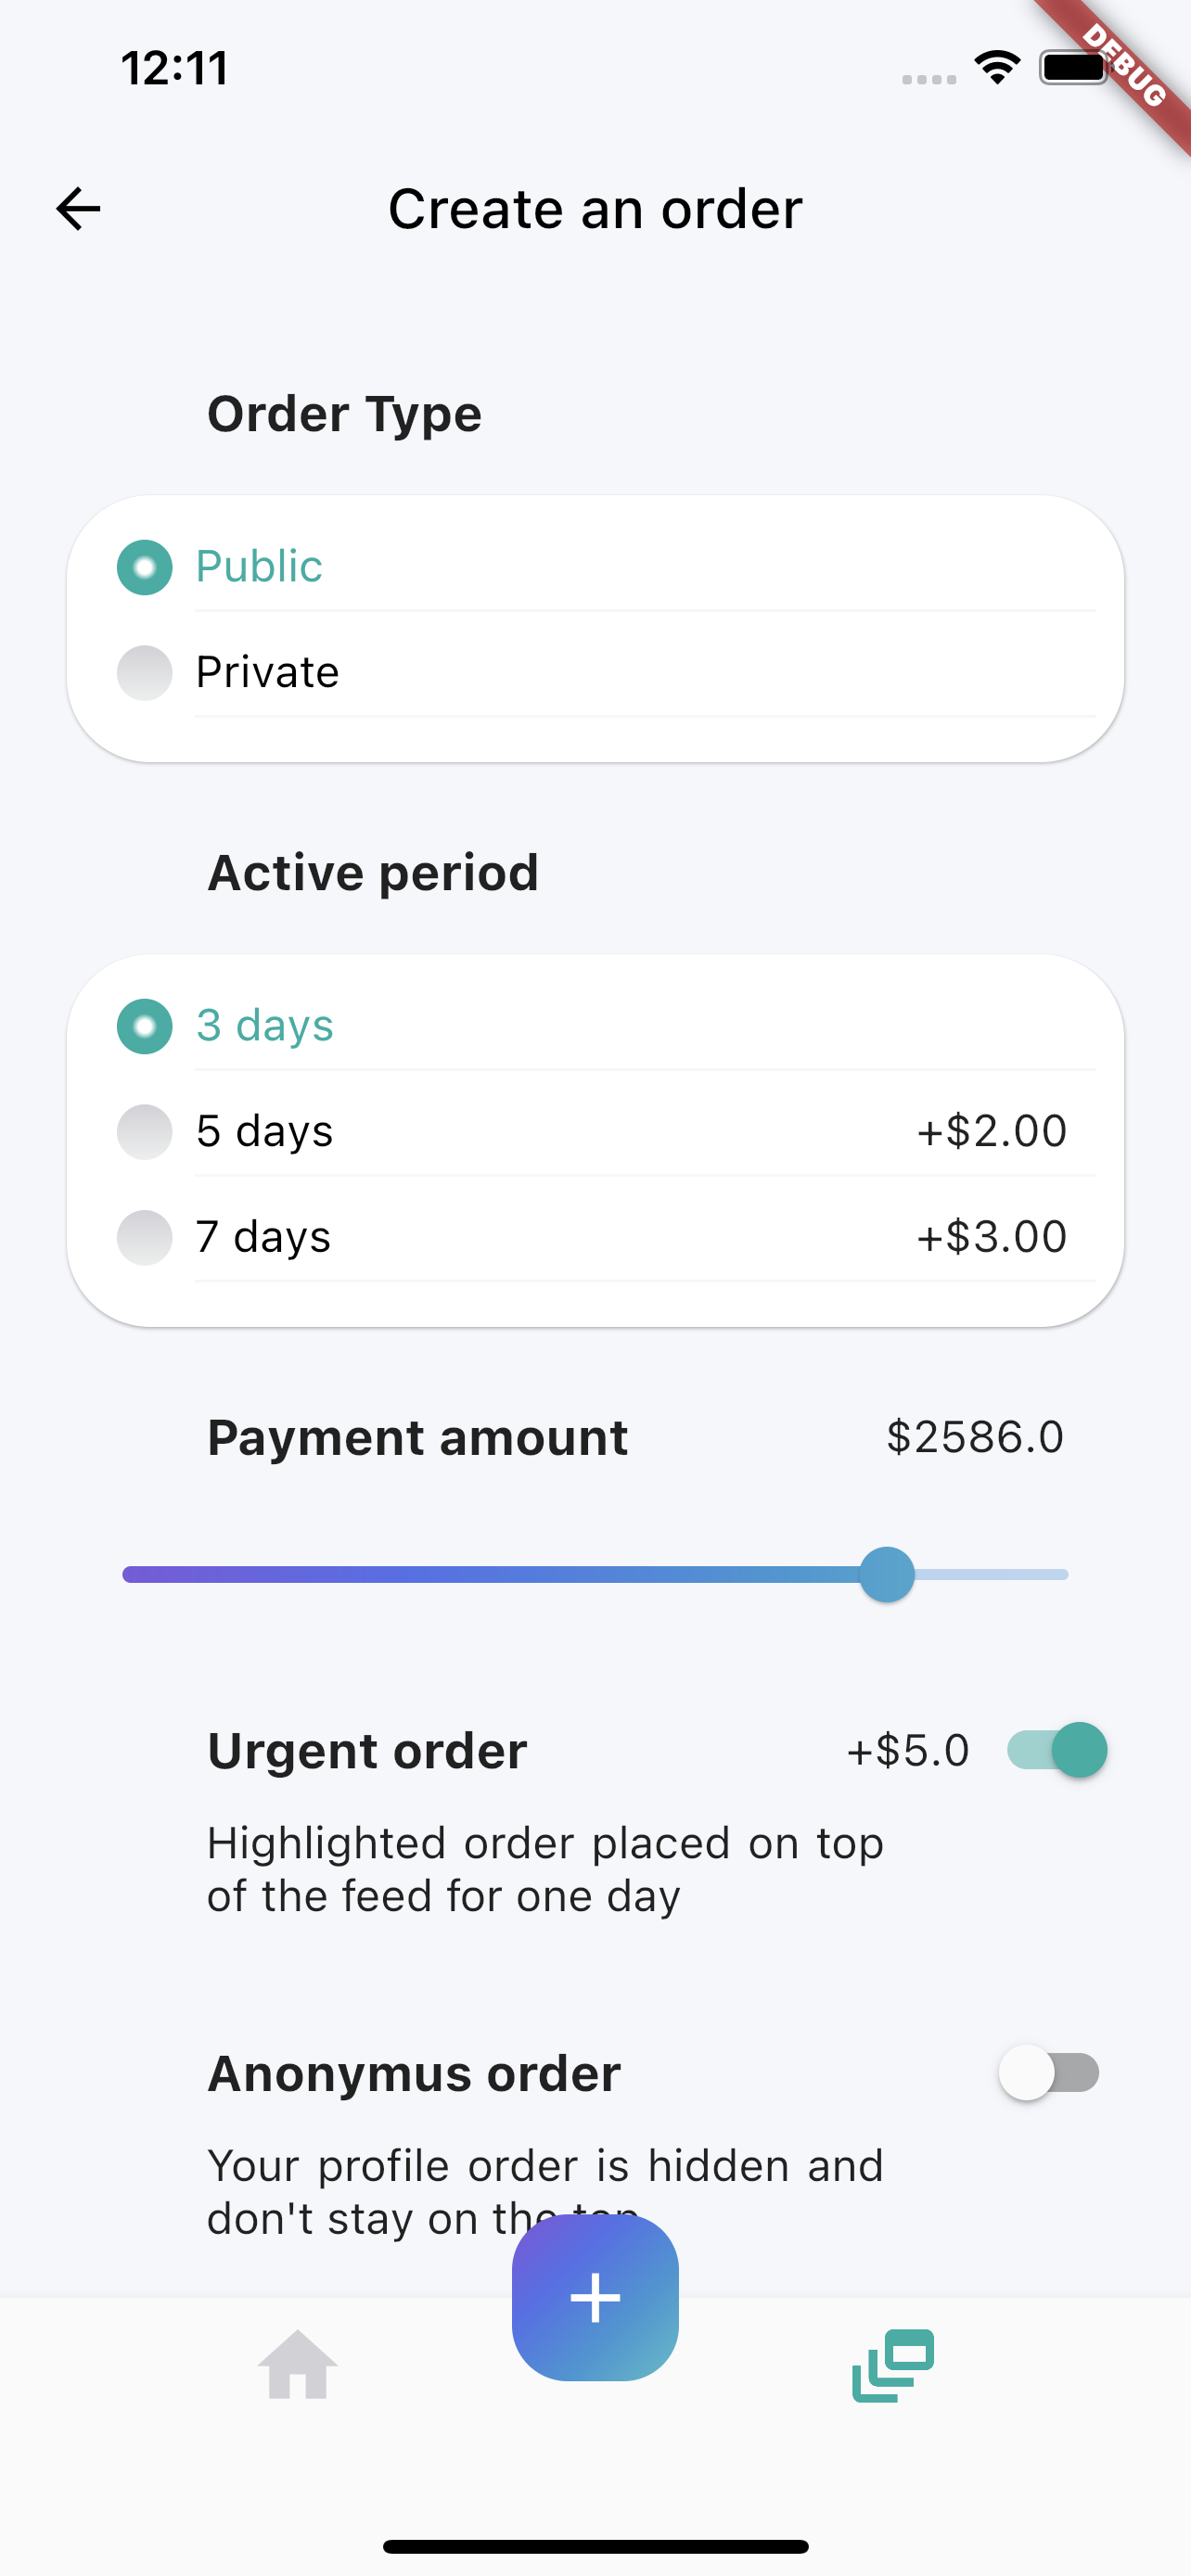 12:11
DEBUG
Create an order
Order Type
Public
Private
Active period
3 days
5 days +$2.00
7 days +$3.00
Payment amount $2586.0
Urgent order +$5.0
Highlighted order placed on top
of the feed for one day
Anonymus order
Your profile order is hidden and
don't stay on the top